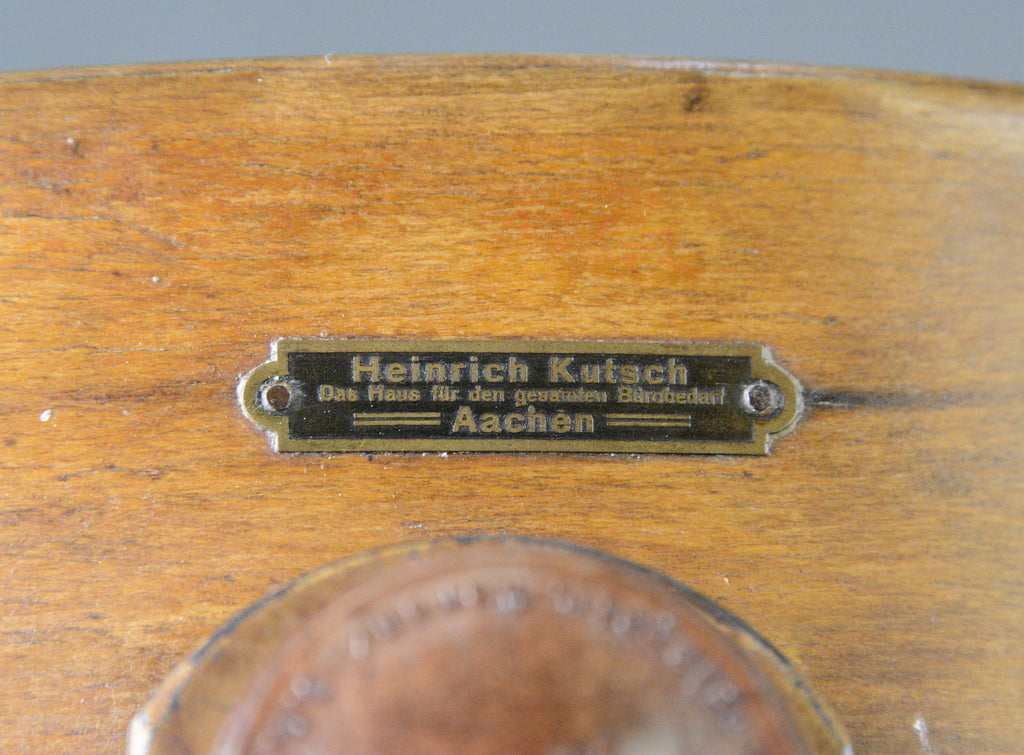 Heinrich Kutsch
Das Haus für den gesamten Bürobedarf
Aachen